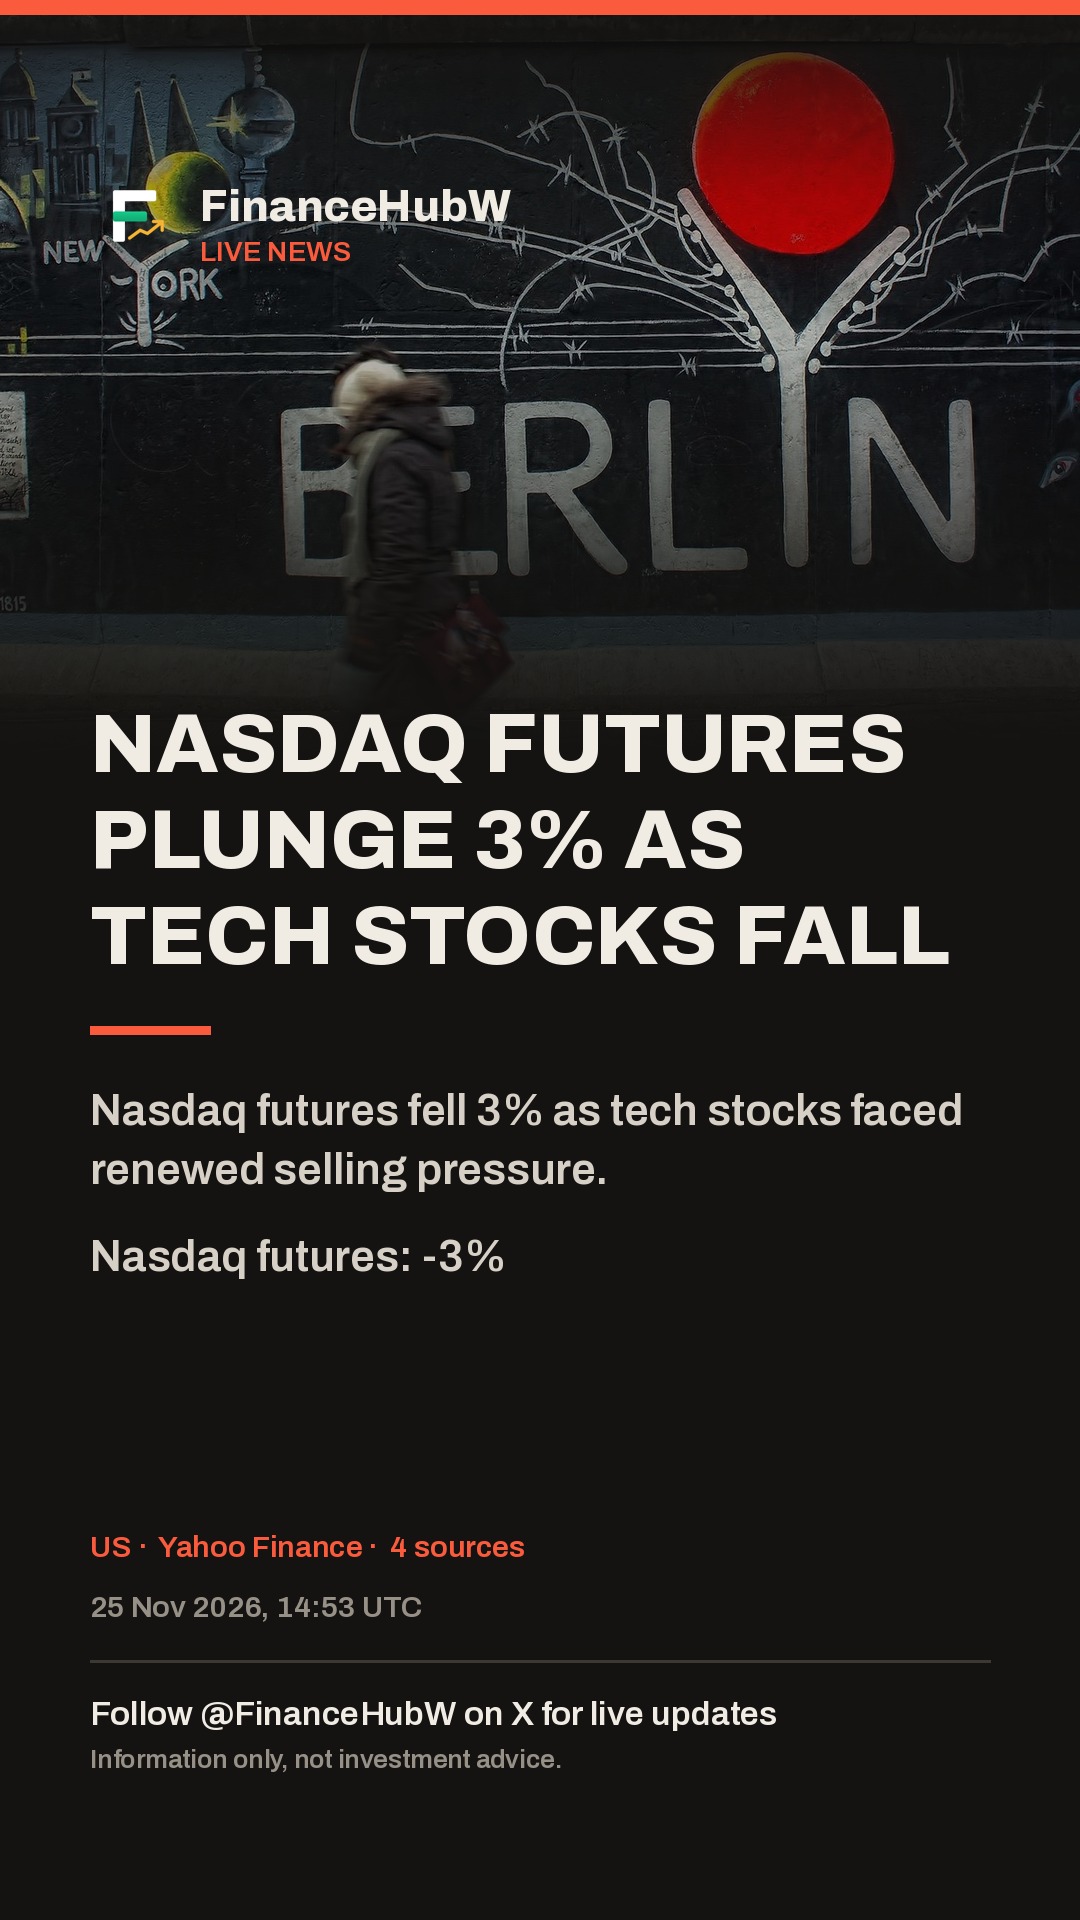 FinanceHubW
LIVE NEWS
NEW YORK
BERLYN
1815
NASDAQ FUTURES
PLUNGE 3% AS
TECH STOCKS FALL
Nasdaq futures fell 3% as tech stocks faced
renewed selling pressure.
Nasdaq futures: -3%
US · Yahoo Finance · 4 sources
25 Nov 2026, 14:53 UTC
Follow @FinanceHubW on X for live updates
Information only, not investment advice.